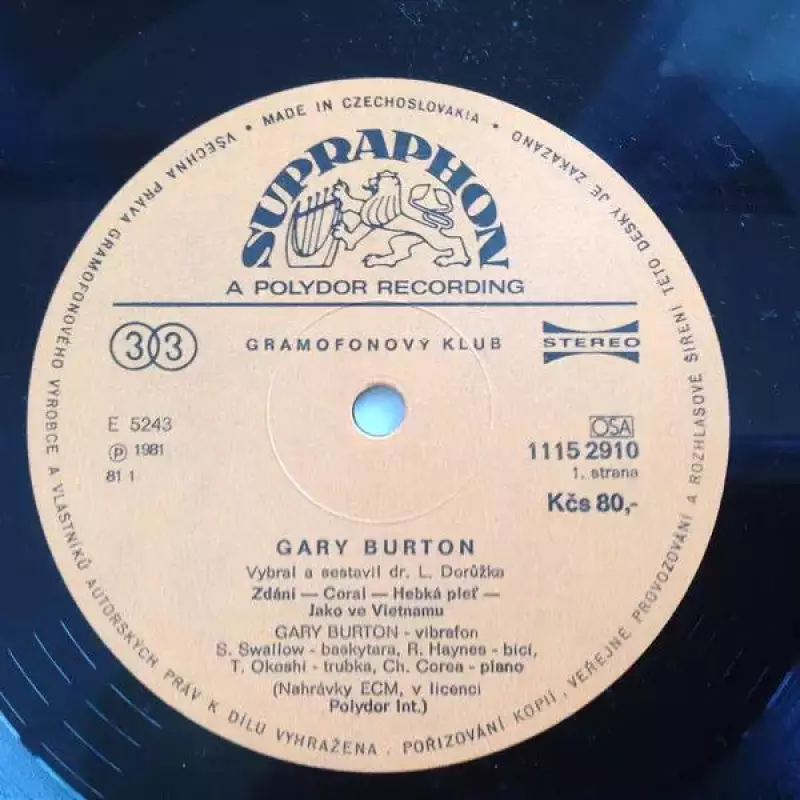 VŠECHNA PRÁVA GRAMOFONOVÉHO VÝROBCE A VLASTNÍKŮ AUTORSKÝCH PRÁV K DÍLU VYHRAŽENA. POŘIZOVÁNÍ KOPIÍ, VEŘEJNÉ PROVOZOVÁNÍ A ROZHLASOVÉ ŠÍŘENÍ TÉTO DESKY JE ZAKÁZÁNO
• MADE IN CZECHOSLOVAKIA •
SUPRAPHON
A POLYDOR RECORDING
33 GRAMOFONOVÝ KLUB STEREO
E 5243
OSA
Ⓟ 1981
1115 2910
81 1
1. strana
Kčs 80,-
GARY BURTON
Vybral a sestavil dr. L. Dorůžka
Zdání — Coral — Hebká pleť —
Jako ve Vietnamu
GARY BURTON - vibrafon
S. Swallow - baskytara, R. Haynes - bicí,
T. Okoshi - trubka, Ch. Corea - piano
(Nahrávky ECM, v licenci
Polydor Int.)